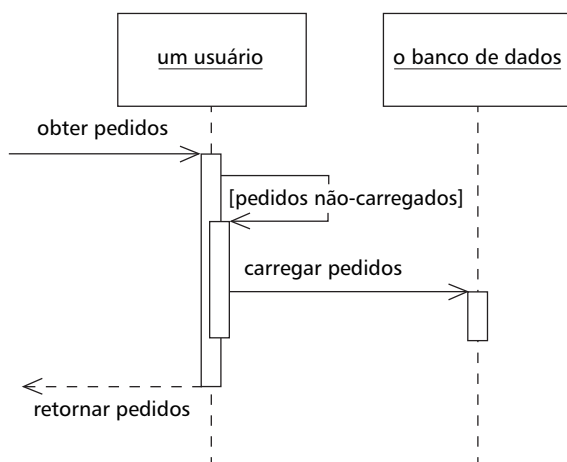 um usuário
o banco de dados
obter pedidos
[pedidos não-carregados]
carregar pedidos
retornar pedidos